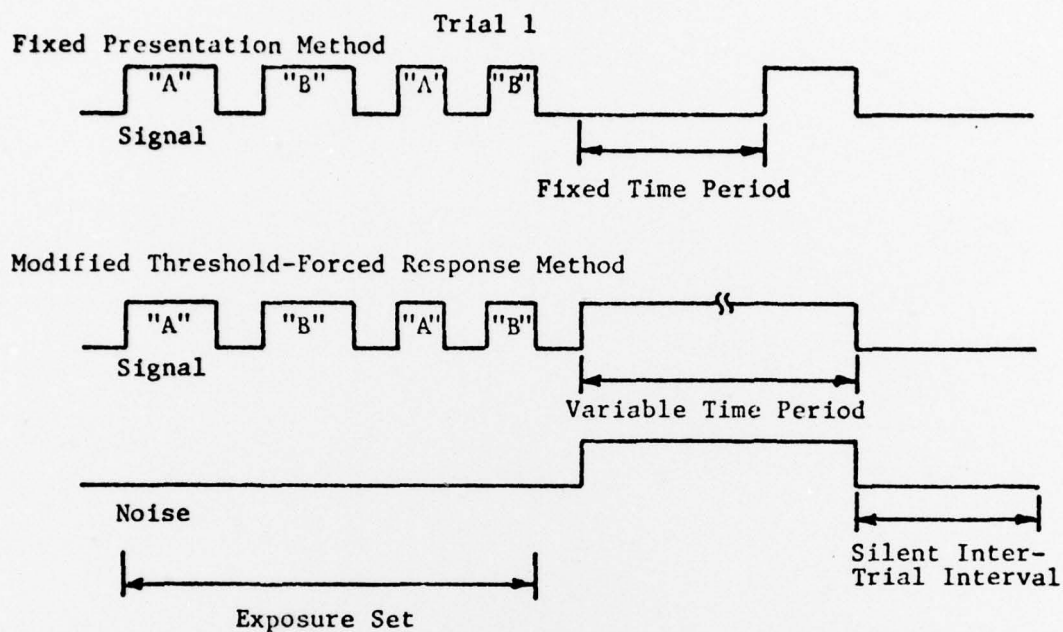 Trial 1
Fixed Presentation Method
"A" "B" "A' "B"
Signal
Fixed Time Period
Modified Threshold-Forced Response Method
"A" "B" "A" "B"
Signal
Variable Time Period
Noise
Silent Inter-
Trial Interval
Exposure Set